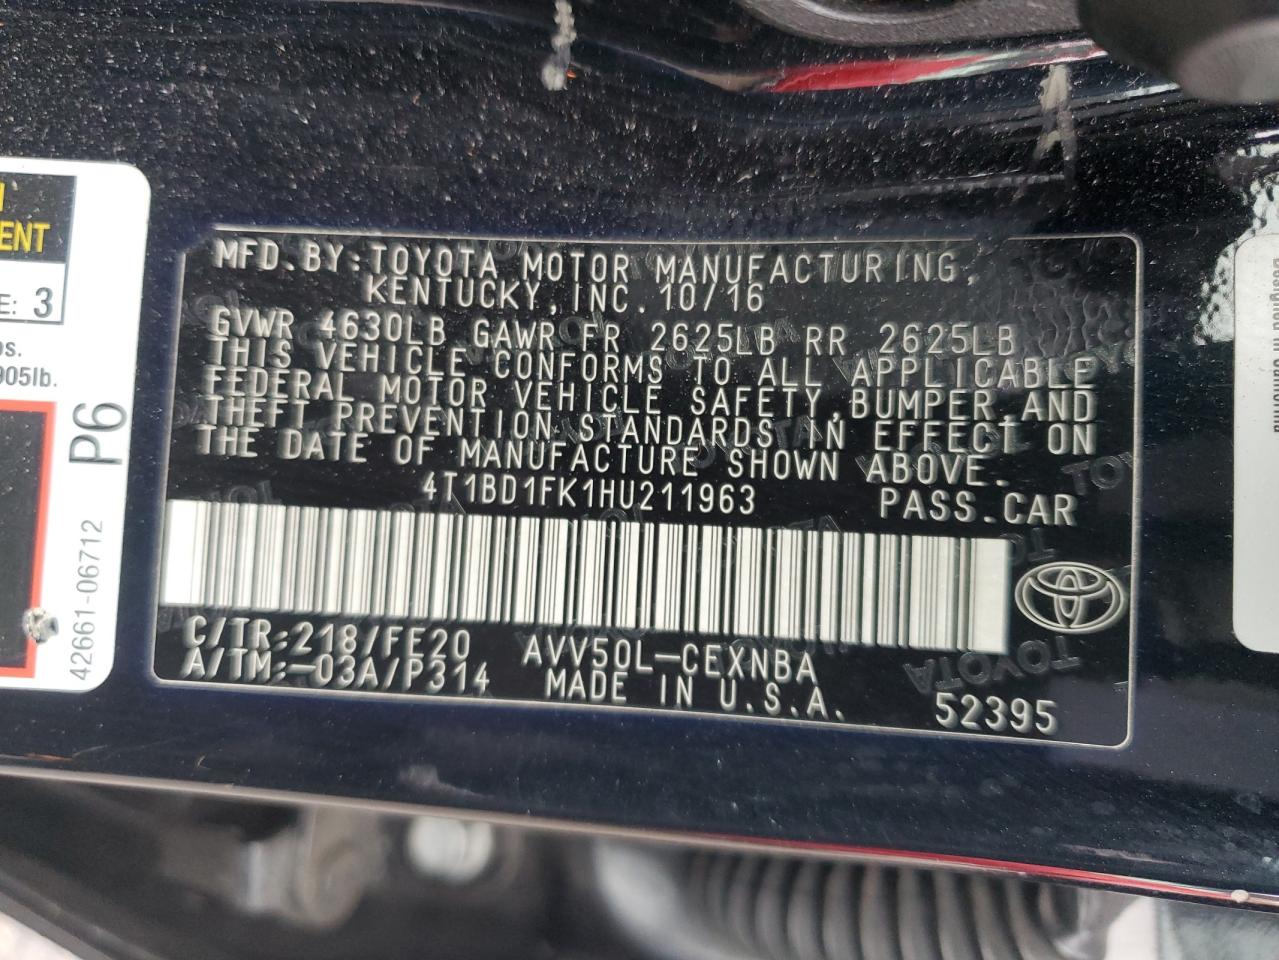 MFD.BY:TOYOTA MOTOR MANUFACTURING,
KENTUCKY,INC.10/16
GVWR 4630LB GAWR FR 2625LB RR 2625LB
THIS VEHICLE CONFORMS TO ALL APPLICABLE
FEDERAL MOTOR VEHICLE SAFETY,BUMPER,AND
THEFT PREVENTION STANDARDS IN EFFECT ON
THE DATE OF MANUFACTURE SHOWN ABOVE.
4T1BD1FK1HU211963 PASS.CAR
C/TR:218/FE20 AVV50L-CEXNBA
A/TM:-03A/P314 MADE IN U.S.A. 52395
ENT
E: 3
905lb.
P6
42661-06712